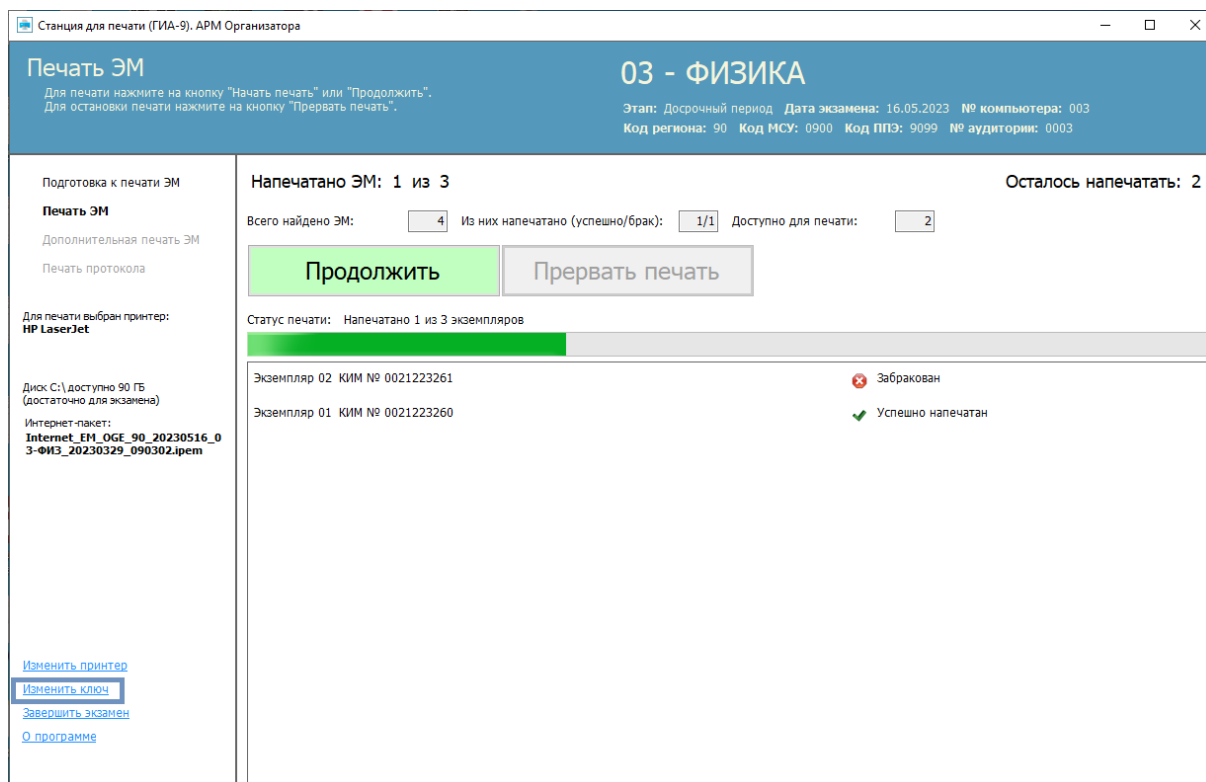 Станция для печати (ГИА-9). АРМ Организатора
Печать ЭМ
Для печати нажмите на кнопку "Начать печать" или "Продолжить".
Для остановки печати нажмите на кнопку "Прервать печать".
03 - ФИЗИКА
Этап: Досрочный период Дата экзамена: 16.05.2023 № компьютера: 003
Код региона: 90 Код МСУ: 0900 Код ППЭ: 9099 № аудитории: 0003
Подготовка к печати ЭМ
Печать ЭМ
Дополнительная печать ЭМ
Печать протокола
Для печати выбран принтер:
HP LaserJet
Диск C:\ доступно 90 ГБ
(достаточно для экзамена)
Интернет-пакет:
Internet_EM_OGE_90_20230516_0
3-ФИЗ_20230329_090302.ipem
Изменить принтер
Изменить ключ
Завершить экзамен
О программе
Напечатано ЭМ: 1 из 3
Осталось напечатать: 2
Всего найдено ЭМ: 4 Из них напечатано (успешно/брак): 1/1 Доступно для печати: 2
Продолжить
Прервать печать
Статус печати: Напечатано 1 из 3 экземпляров
Экземпляр 02 КИМ № 0021223261 Забракован
Экземпляр 01 КИМ № 0021223260 Успешно напечатан